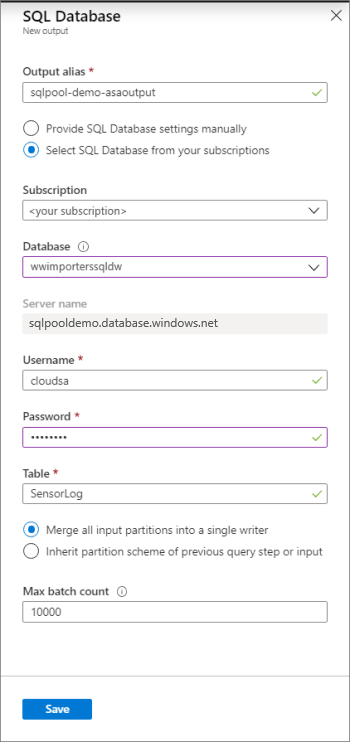 SQL Database
New output
Output alias *
sqlpool-demo-asaoutput
Provide SQL Database settings manually
Select SQL Database from your subscriptions
Subscription
<your subscription>
Database
wwimporterssqldw
Server name
sqlpooldemo.database.windows.net
Username *
cloudsa
Password *
••••••••
Table *
SensorLog
Merge all input partitions into a single writer
Inherit partition scheme of previous query step or input
Max batch count
10000
Save